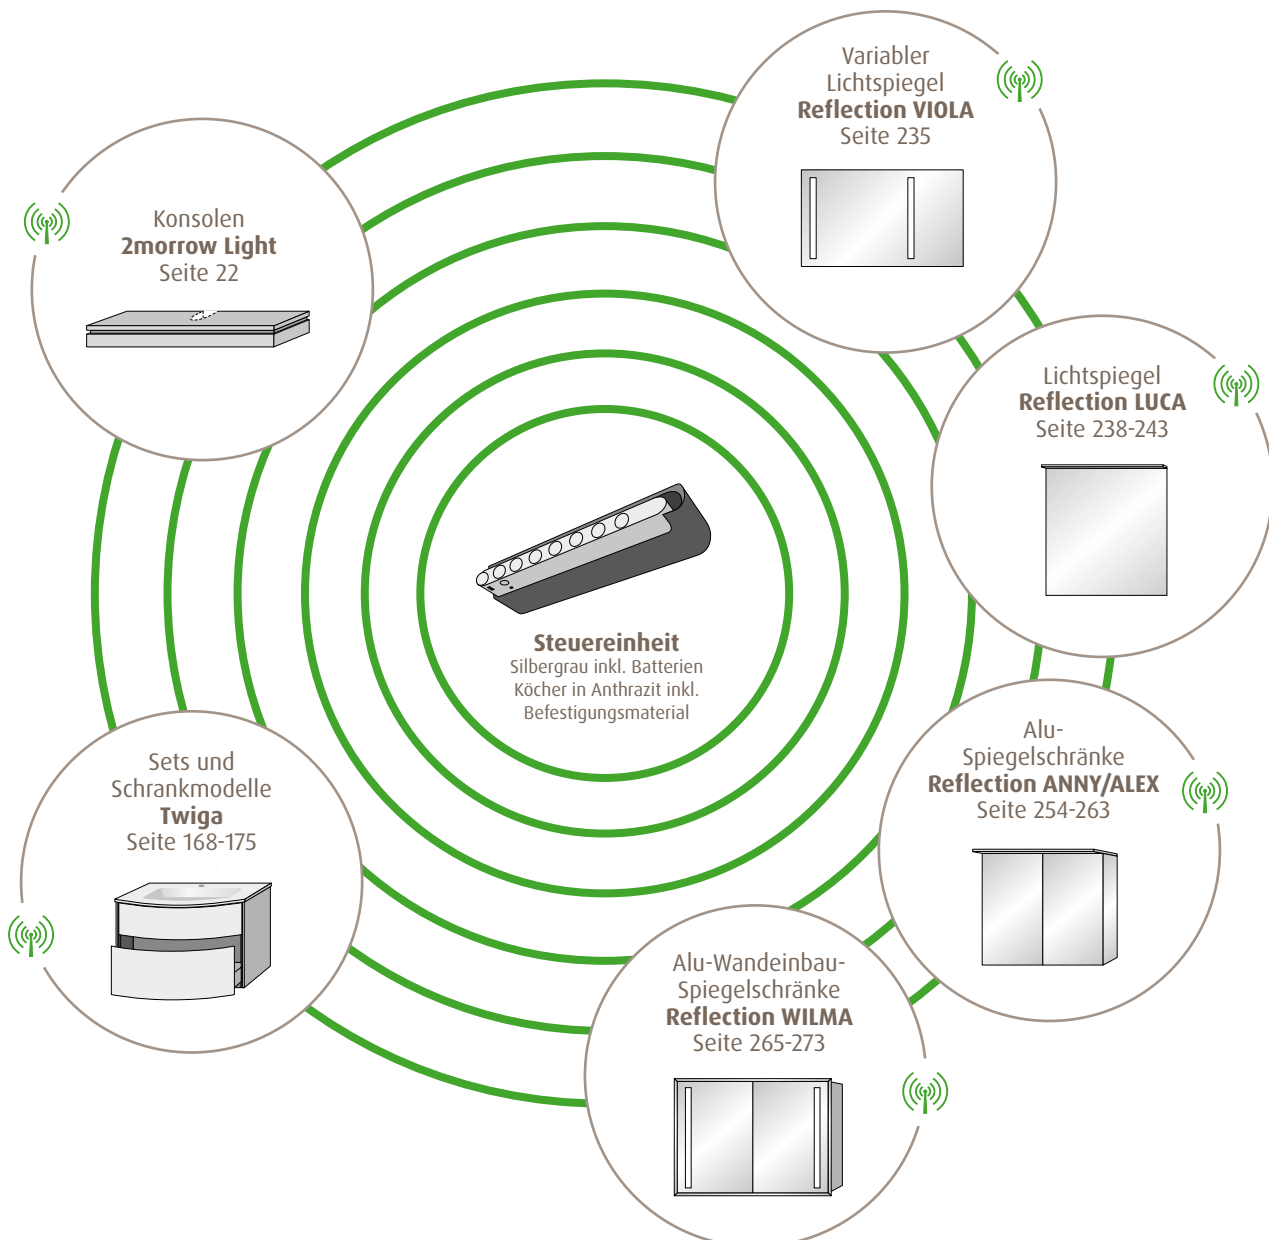 Variabler
Lichtspiegel
Reflection VIOLA
Seite 235
Konsolen
2morrow Light
Seite 22
Lichtspiegel
Reflection LUCA
Seite 238-243
Steuereinheit
Silbergrau inkl. Batterien
Köcher in Anthrazit inkl.
Befestigungsmaterial
Alu-
Spiegelschränke
Reflection ANNY/ALEX
Seite 254-263
Sets und
Schrankmodelle
Twiga
Seite 168-175
Alu-Wandeinbau-
Spiegelschränke
Reflection WILMA
Seite 265-273